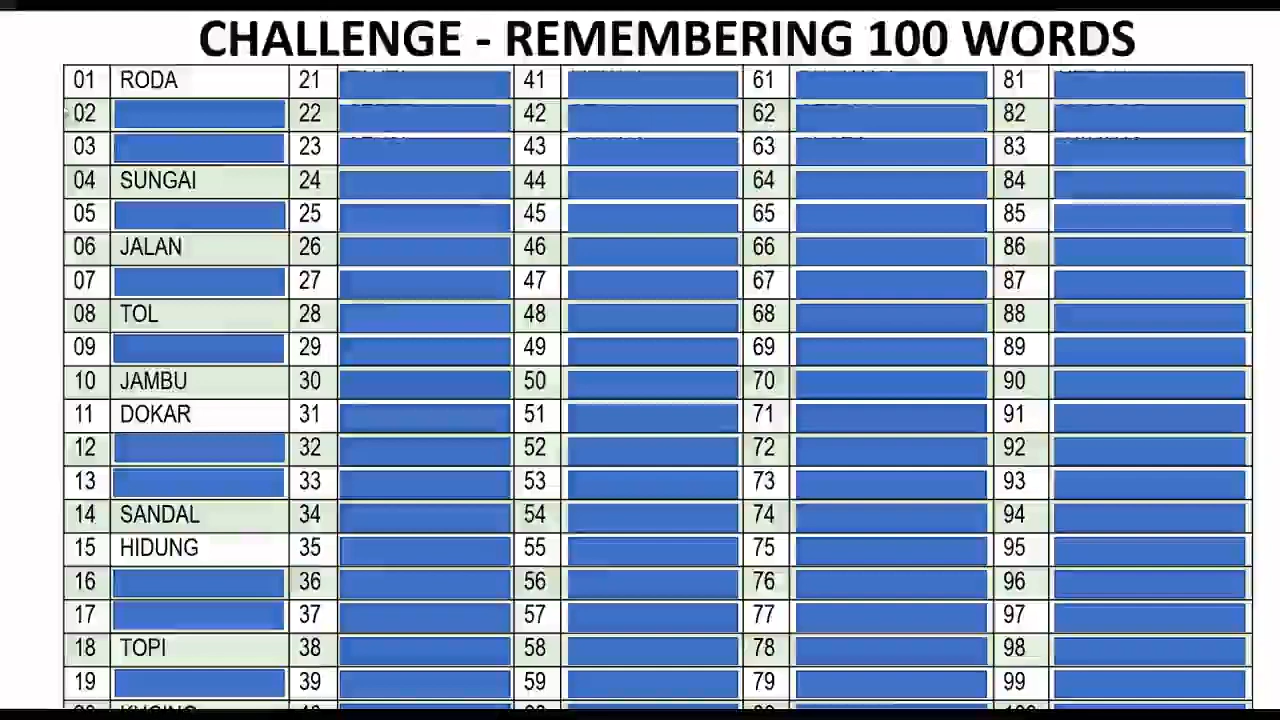 CHALLENGE - REMEMBERING 100 WORDS
01 RODA 21 41 61 81
02 22 42 62 82
03 23 43 63 83
04 SUNGAI 24 44 64 84
05 25 45 65 85
06 JALAN 26 46 66 86
07 27 47 67 87
08 TOL 28 48 68 88
09 29 49 69 89
10 JAMBU 30 50 70 90
11 DOKAR 31 51 71 91
12 32 52 72 92
13 33 53 73 93
14 SANDAL 34 54 74 94
15 HIDUNG 35 55 75 95
16 36 56 76 96
17 37 57 77 97
18 TOPI 38 58 78 98
19 39 59 79 99